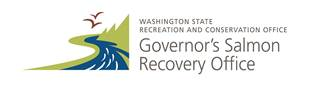 WASHINGTON STATE
RECREATION AND CONSERVATION OFFICE
Governor's Salmon
Recovery Office